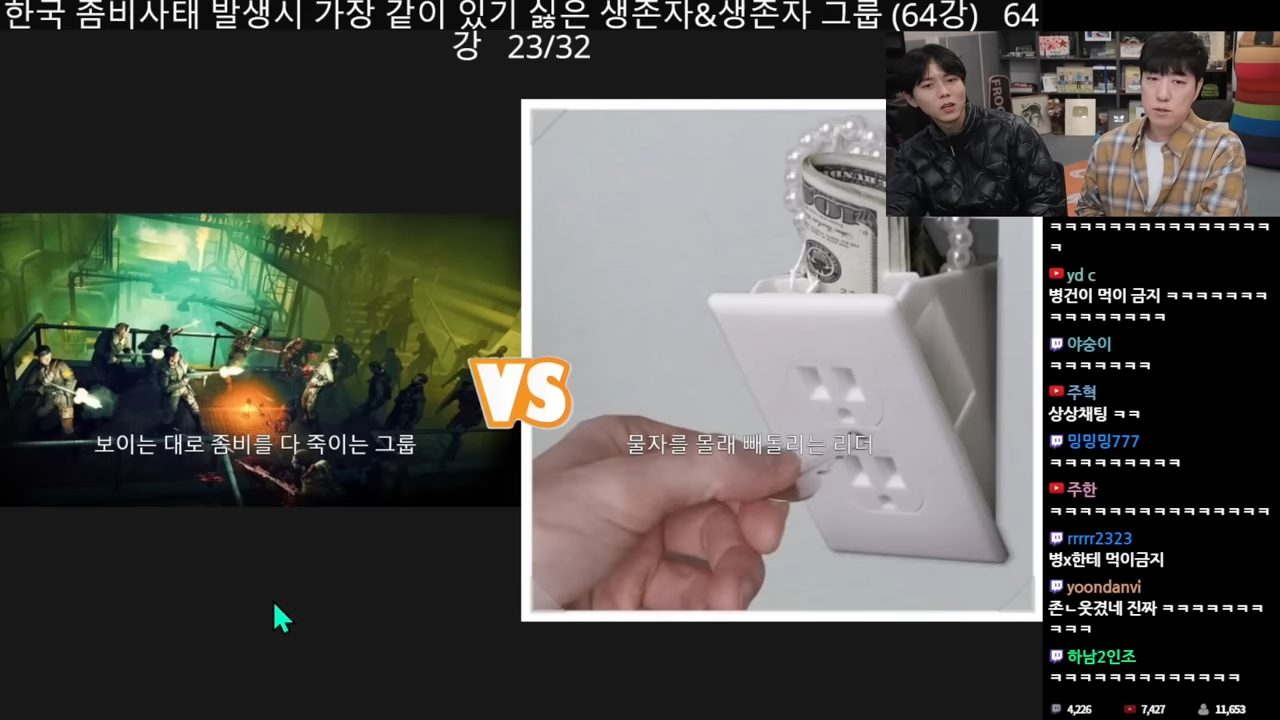 한국 좀비사태 발생시 가장 같이 있기 싫은 생존자&생존자 그룹 (64강) 64
강 23/32
FROG
VS
보이는 대로 좀비를 다 죽이는 그룹
물자를 몰래 빼돌리는 리더
ㅋㅋㅋㅋㅋㅋㅋㅋㅋㅋㅋㅋㅋㅋㅋ
ㅋ
yd c
병건이 먹이 금지 ㅋㅋㅋㅋㅋㅋㅋ
ㅋㅋㅋㅋㅋㅋㅋㅋ
야숭이
ㅋㅋㅋㅋㅋㅋㅋ
주혁
상상채팅 ㅋㅋ
밍밍밍777
ㅋㅋㅋㅋㅋㅋㅋㅋㅋ
주한
ㅋㅋㅋㅋㅋㅋㅋㅋㅋㅋㅋㅋㅋㅋㅋ
rrrrr2323
병x한테 먹이금지
yoondanvi
존ㄴ웃겼네 진짜 ㅋㅋㅋㅋㅋㅋㅋ
ㅋㅋㅋ
하남2인조
ㅋㅋㅋㅋㅋㅋㅋㅋㅋㅋㅋㅋㅋ
4,226 7,427 11,653